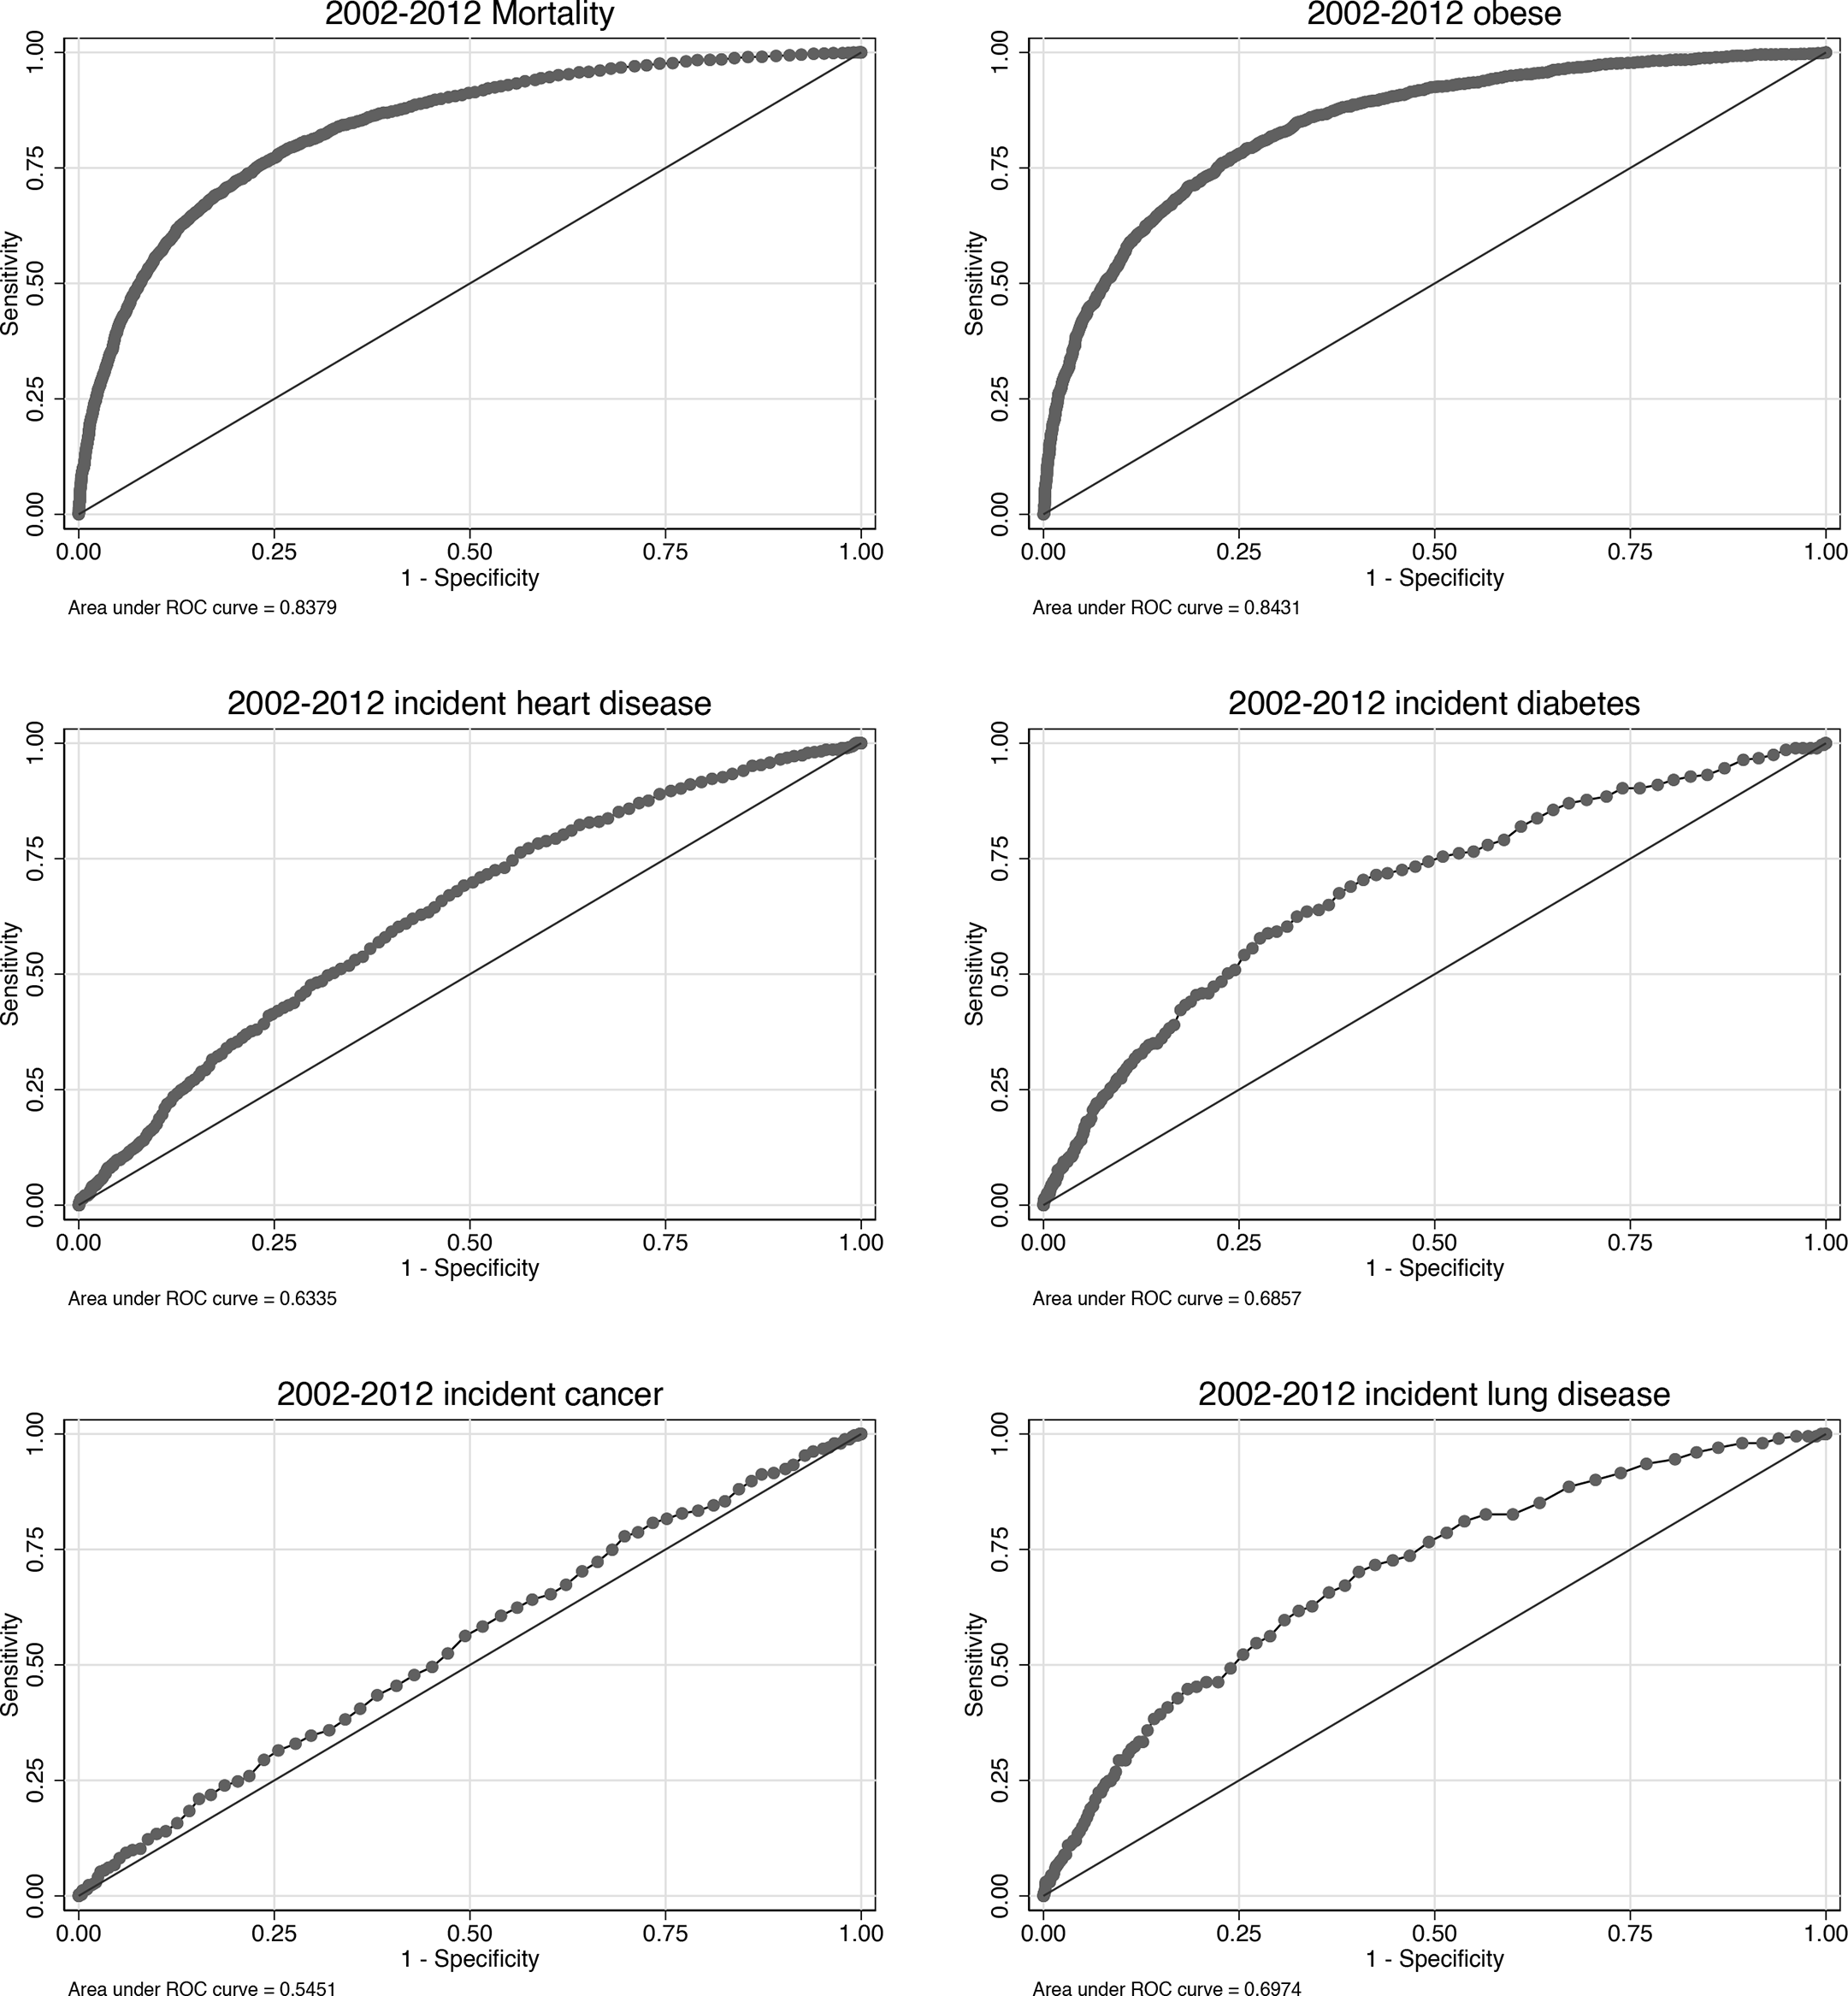 2002-2012 Mortality
Sensitivity
1.00
0.75
0.50
0.25
0.00
0.00 0.25 0.50 0.75 1.00
1 - Specificity
Area under ROC curve = 0.8379
2002-2012 obese
Sensitivity
1.00
0.75
0.50
0.25
0.00
0.00 0.25 0.50 0.75 1.00
1 - Specificity
Area under ROC curve = 0.8431
2002-2012 incident heart disease
Sensitivity
1.00
0.75
0.50
0.25
0.00
0.00 0.25 0.50 0.75 1.00
1 - Specificity
Area under ROC curve = 0.6335
2002-2012 incident diabetes
Sensitivity
1.00
0.75
0.50
0.25
0.00
0.00 0.25 0.50 0.75 1.00
1 - Specificity
Area under ROC curve = 0.6857
2002-2012 incident cancer
Sensitivity
1.00
0.75
0.50
0.25
0.00
0.00 0.25 0.50 0.75 1.00
1 - Specificity
Area under ROC curve = 0.5451
2002-2012 incident lung disease
Sensitivity
1.00
0.75
0.50
0.25
0.00
0.00 0.25 0.50 0.75 1.00
1 - Specificity
Area under ROC curve = 0.6974